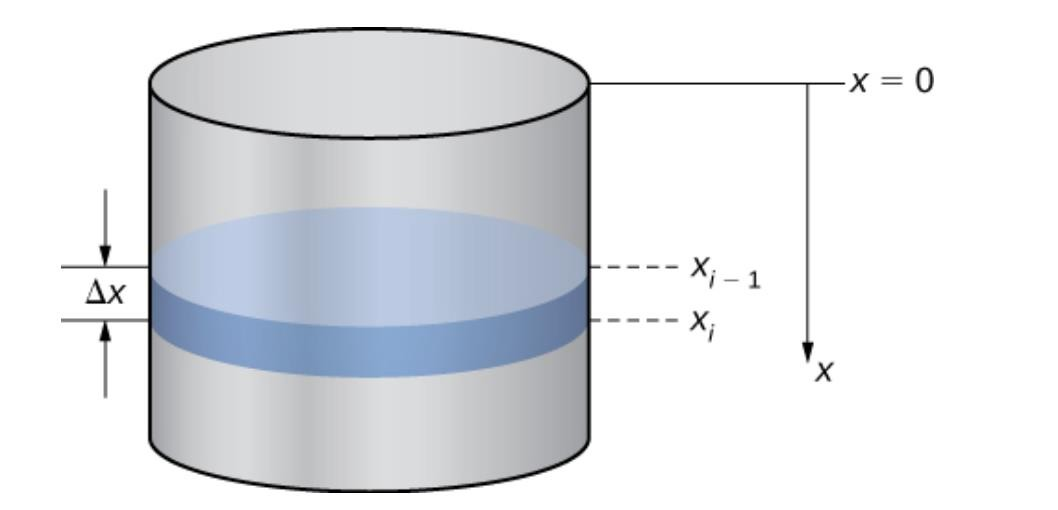 x = 0
x_{i − 1}
Δx
x_i
x